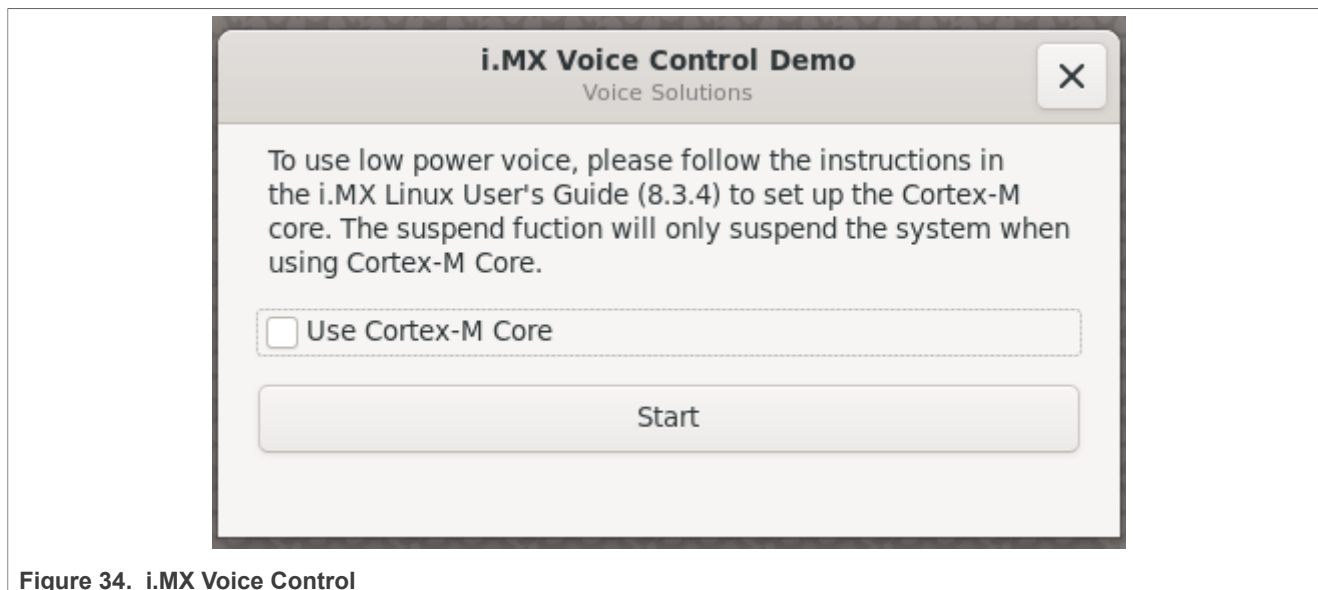 i.MX Voice Control Demo
Voice Solutions
To use low power voice, please follow the instructions in
the i.MX Linux User's Guide (8.3.4) to set up the Cortex-M
core. The suspend fuction will only suspend the system when
using Cortex-M Core.
Use Cortex-M Core
Start
Figure 34. i.MX Voice Control